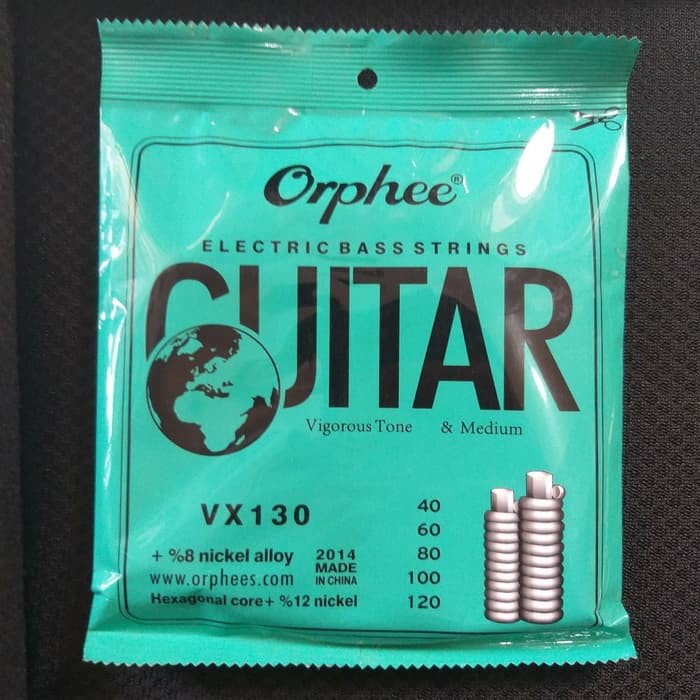 Orphee®
ELECTRIC BASS STRINGS
GUITAR
Vigorous Tone & Medium
VX130
+ %8 nickel alloy
www.orphees.com
Hexagonal core+ %12 nickel
2014
MADE
IN CHINA
40
60
80
100
120